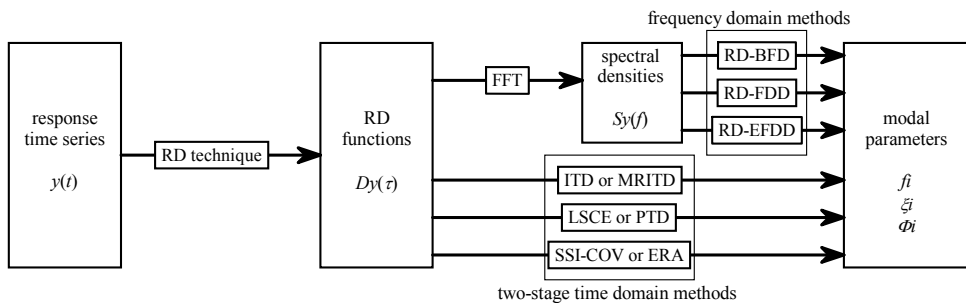 frequency domain methods
response
time series
y(t)
RD technique
RD
functions
Dy(τ)
FFT
spectral
densities
Sy(f)
RD-BFD
RD-FDD
RD-EFDD
ITD or MRITD
LSCE or PTD
SSI-COV or ERA
two-stage time domain methods
modal
parameters
fi
ξi
Φi